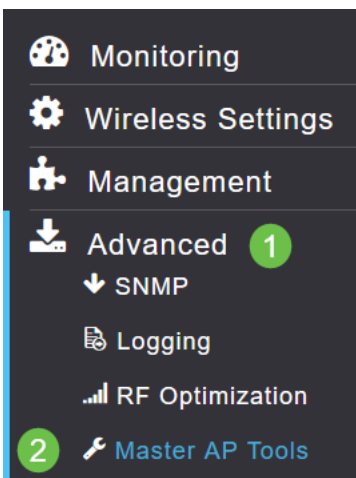 Monitoring
Wireless Settings
Management
Advanced 1
SNMP
Logging
RF Optimization
2 Master AP Tools